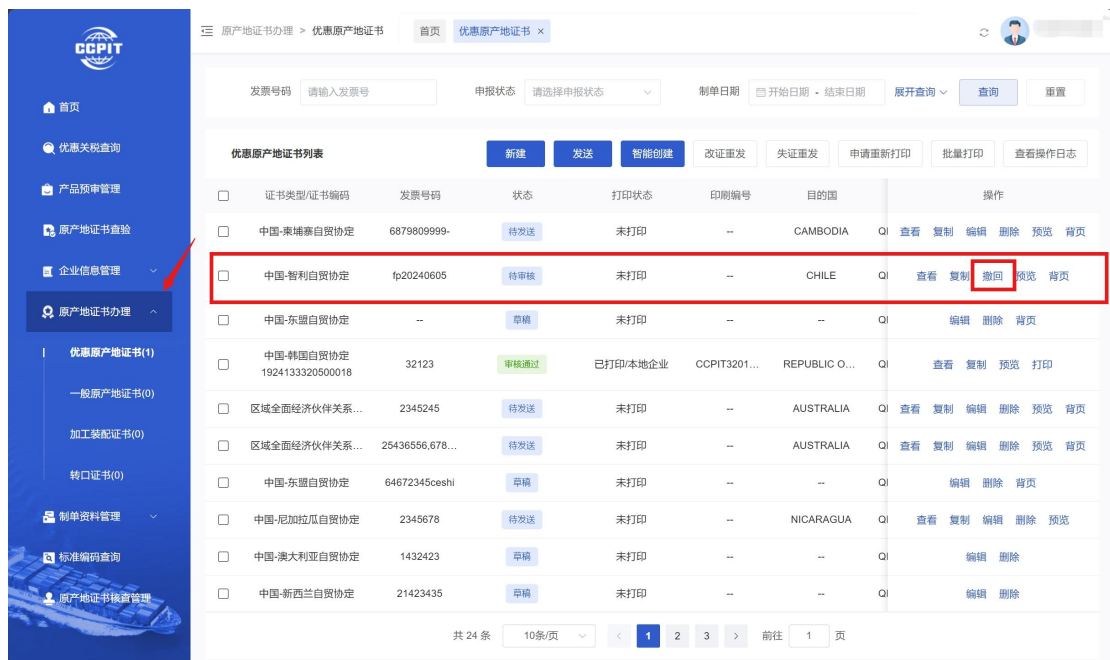 CCPIT
首页
优惠关税查询
产品预审管理
原产地证书查验
企业信息管理
原产地证书办理
优惠原产地证书(1)
一般原产地证书(0)
加工装配证书(0)
转口证书(0)
制单资料管理
标准编码查询
原产地证书核查管理
原产地证书办理 > 优惠原产地证书 首页 优惠原产地证书 ×
发票号码 请输入发票号 申报状态 请选择申报状态 制单日期 开始日期 - 结束日期 展开查询 查询 重置
优惠原产地证书列表 新建 发送 智能创建 改证重发 失证重发 申请重新打印 批量打印 查看操作日志
证书类型/证书编码 发票号码 状态 打印状态 印刷编号 目的国 操作
中国-柬埔寨自贸协定 6879809999- 待发送 未打印 -- CAMBODIA 查看 复制 编辑 删除 预览 背页
中国-智利自贸协定 fp20240605 待审核 未打印 -- CHILE 查看 复制 撤回 预览 背页
中国-东盟自贸协定 -- 草稿 未打印 -- -- 编辑 删除 背页
中国-韩国自贸协定
1924133320500018 32123 审核通过 已打印/本地企业 CCPIT3201... REPUBLIC O... 查看 复制 预览 打印
区域全面经济伙伴关系... 2345245 待发送 未打印 -- AUSTRALIA 查看 复制 编辑 删除 预览 背页
区域全面经济伙伴关系... 25436556,678... 待发送 未打印 -- AUSTRALIA 查看 复制 编辑 删除 预览 背页
中国-东盟自贸协定 64672345ceshi 草稿 未打印 -- -- 编辑 删除 背页
中国-尼加拉瓜自贸协定 2345678 待发送 未打印 -- NICARAGUA 查看 复制 编辑 删除 预览
中国-澳大利亚自贸协定 1432423 草稿 未打印 -- -- 编辑 删除
中国-新西兰自贸协定 21423435 草稿 未打印 -- -- 编辑 删除
共 24 条 10条/页 < 1 2 3 > 前往 1 页